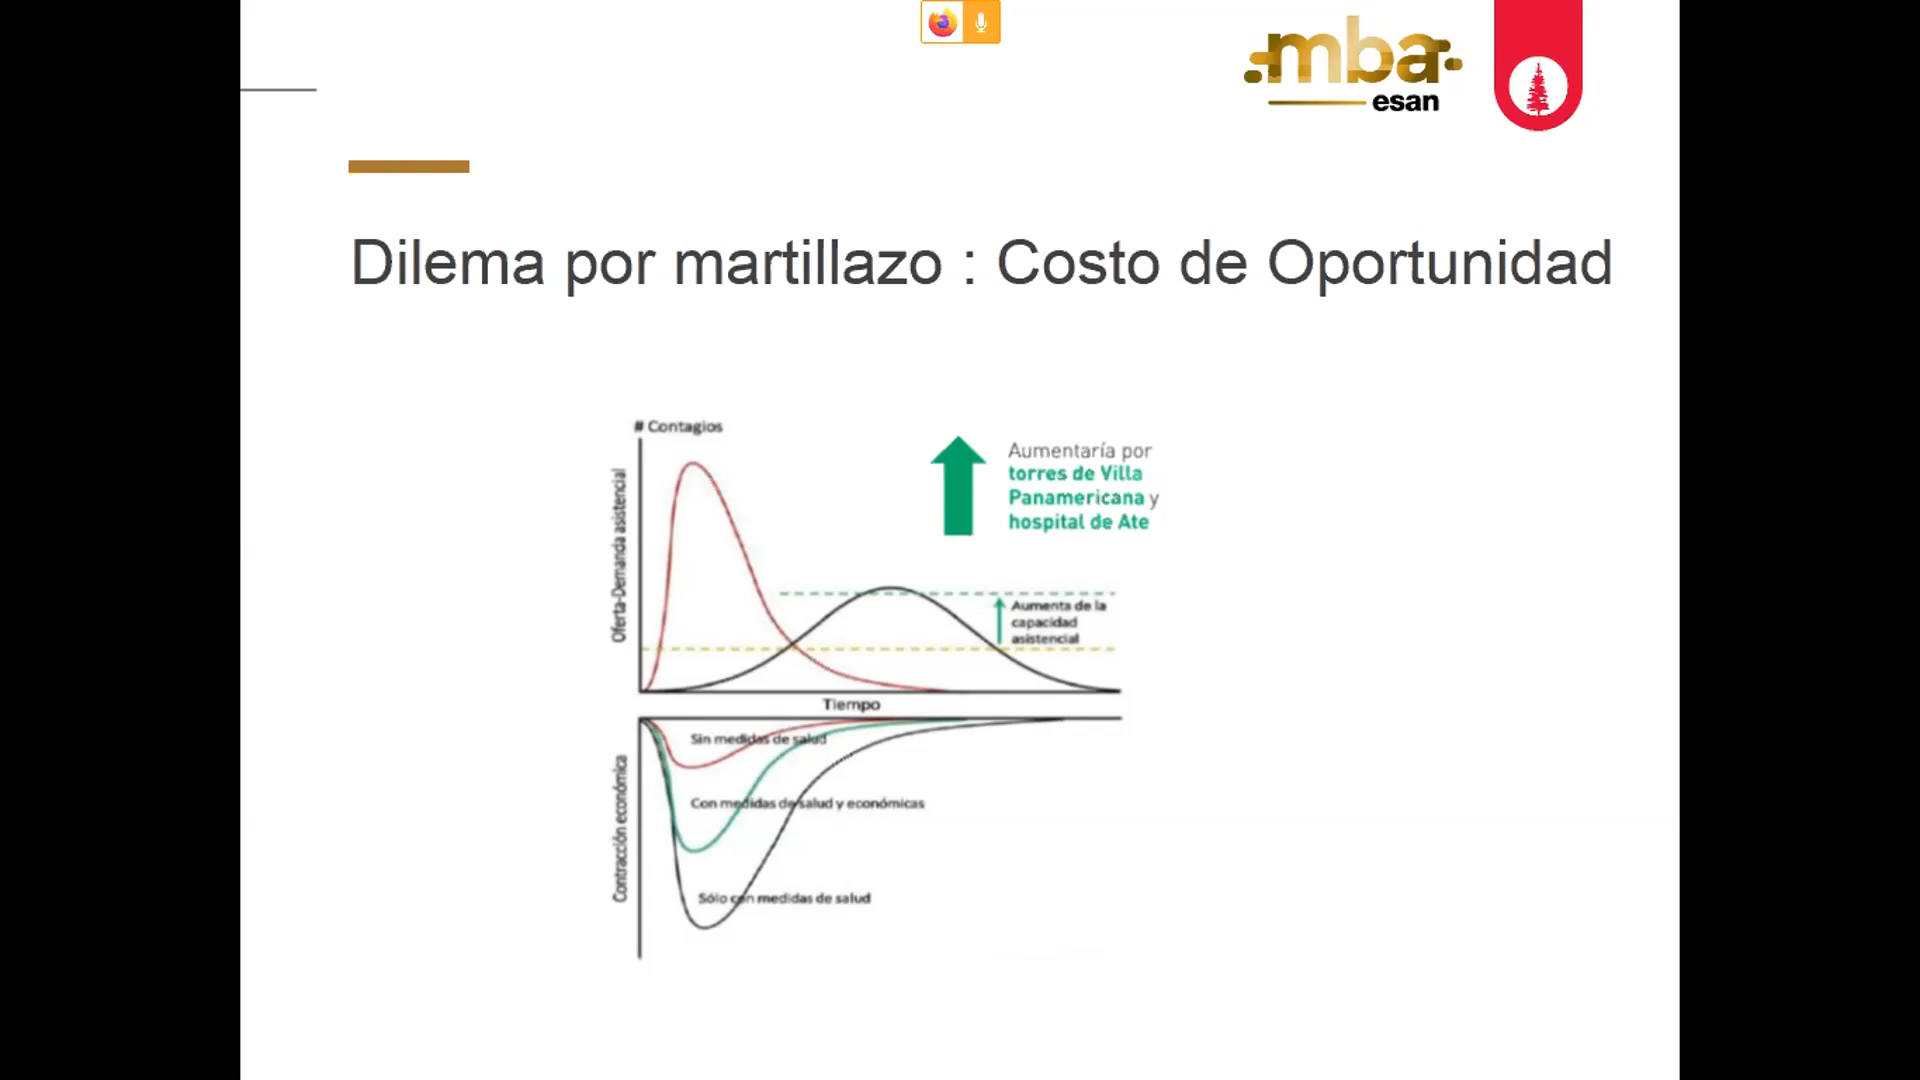 mba
esan
Dilema por martillazo : Costo de Oportunidad
# Contagios
Oferta-Demanda asistencial
Aumentaría por
torres de Villa
Panamericana y
hospital de Ate
Aumenta de la
capacidad
asistencial
Tiempo
Contracción económica
Sin medidas de salud
Con medidas de salud y económicas
Sólo con medidas de salud